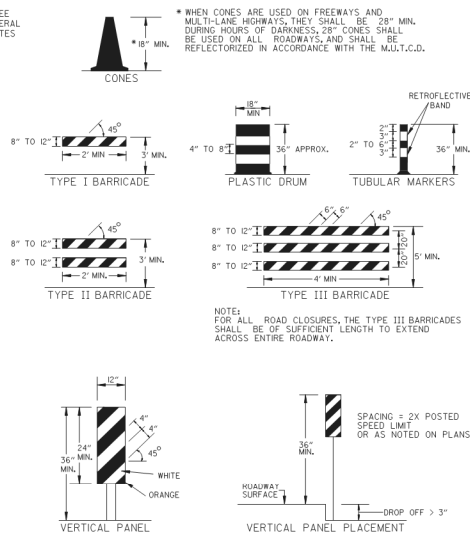 EE
ERAL
TES
* 18" MIN.
CONES
* WHEN CONES ARE USED ON FREEWAYS AND
MULTI-LANE HIGHWAYS, THEY SHALL BE 28" MIN.
DURING HOURS OF DARKNESS, 28" CONES SHALL
BE USED ON ALL ROADWAYS, AND SHALL BE
REFLECTORIZED IN ACCORDANCE WITH THE M.U.T.C.D.
45°
8" TO 12"
2' MIN
3' MIN.
TYPE I BARRICADE
18"
MIN
4" TO 8"
36" APPROX.
PLASTIC DRUM
RETROFLECTIVE
BAND
2"
3"
2" TO 6"
3"
36" MIN.
TUBULAR MARKERS
45°
8" TO 12"
8" TO 12"
2' MIN.
3' MIN.
TYPE II BARRICADE
6" 6"
45°
8" TO 12"
8" TO 12"
8" TO 12"
20"
20"
5' MIN.
4' MIN
TYPE III BARRICADE
NOTE:
FOR ALL ROAD CLOSURES, THE TYPE III BARRICADES
SHALL BE OF SUFFICIENT LENGTH TO EXTEND
ACROSS ENTIRE ROADWAY.
12"
4"
4"
45°
24"
MIN.
36"
MIN.
WHITE
ORANGE
VERTICAL PANEL
36"
MIN.
SPACING = 2X POSTED
SPEED LIMIT
OR AS NOTED ON PLANS
ROADWAY
SURFACE
DROP OFF > 3"
VERTICAL PANEL PLACEMENT